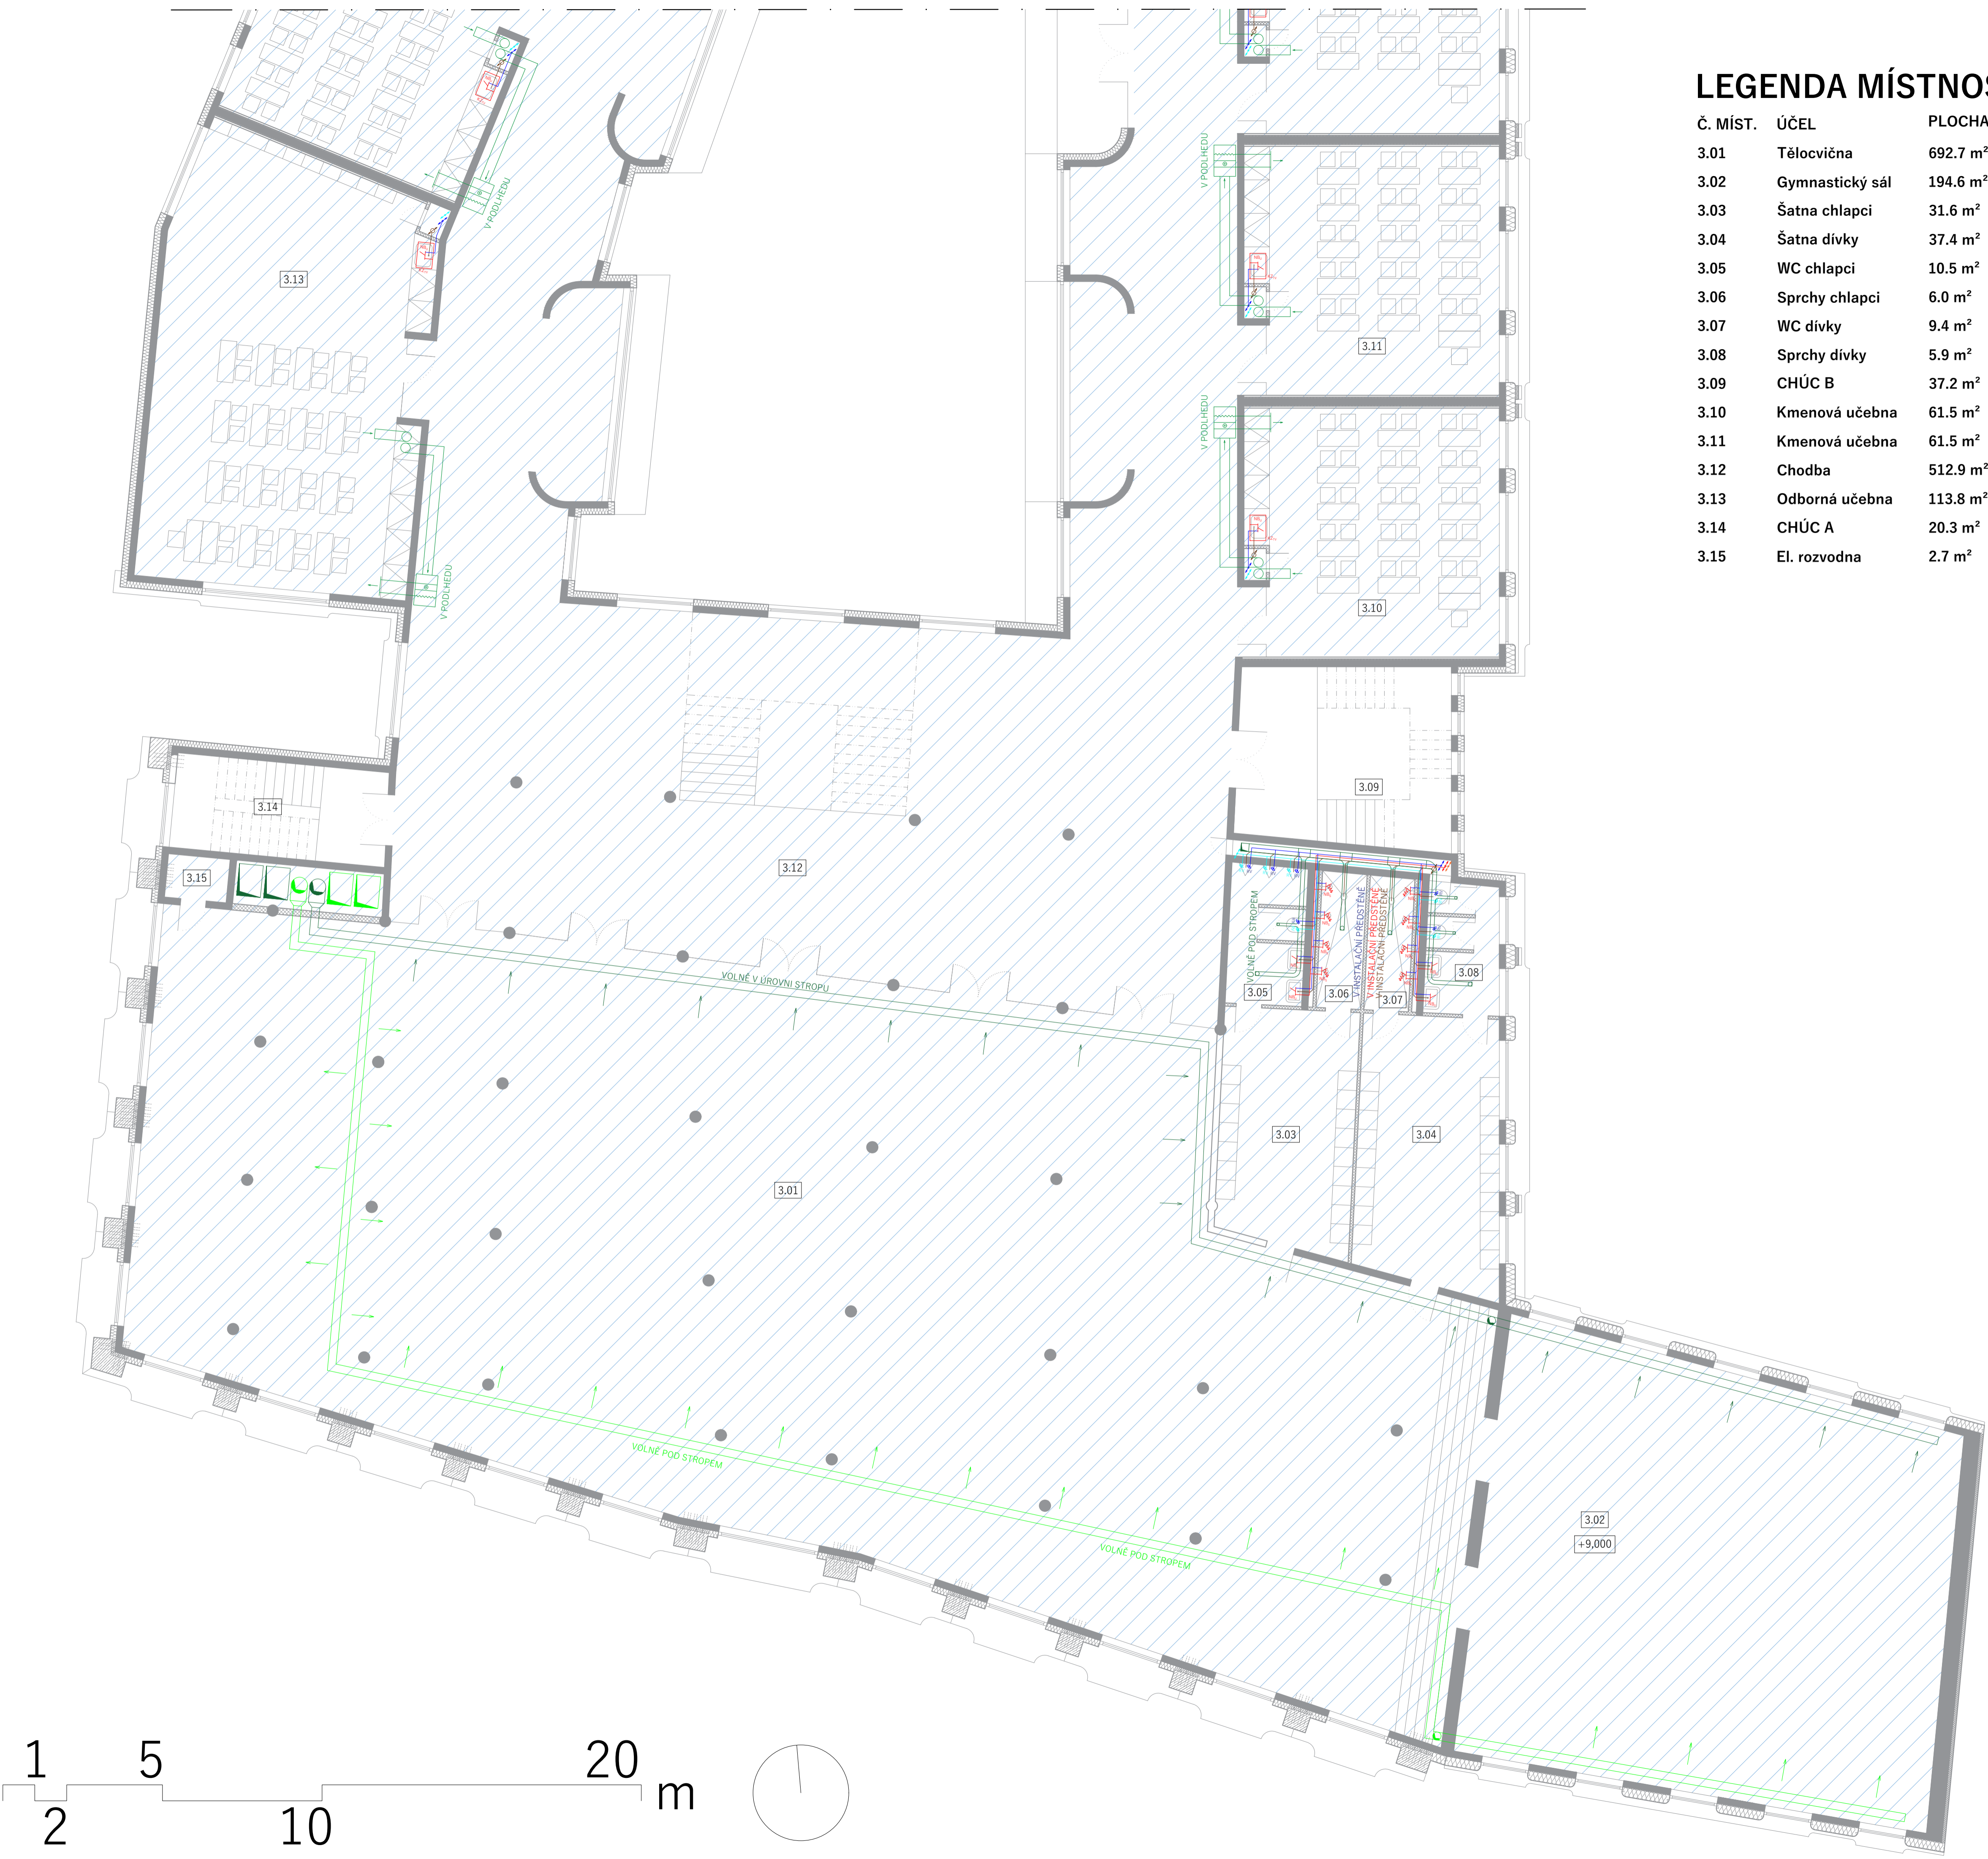 LEGENDA MÍSTNOS
Č. MÍST. ÚČEL PLOCHA
3.01 Tělocvična 692.7 m²
3.02 Gymnastický sál 194.6 m²
3.03 Šatna chlapci 31.6 m²
3.04 Šatna dívky 37.4 m²
3.05 WC chlapci 10.5 m²
3.06 Sprchy chlapci 6.0 m²
3.07 WC dívky 9.4 m²
3.08 Sprchy dívky 5.9 m²
3.09 CHÚC B 37.2 m²
3.10 Kmenová učebna 61.5 m²
3.11 Kmenová učebna 61.5 m²
3.12 Chodba 512.9 m²
3.13 Odborná učebna 113.8 m²
3.14 CHÚC A 20.3 m²
3.15 El. rozvodna 2.7 m²
V PODLHEDU
V PODLHEDU
3.13
3.11
V PODLHEDU
V PODLHEDU
3.10
3.09
3.14
3.12
3.15
VOLNĚ POD STROPEM
V INSTALAČNÍ PŘEDSTĚNĚ
V INSTALAČNÍ PŘEDSTĚNĚ
V INSTALAČNÍ PŘEDSTĚNĚ
VOLNĚ V ÚROVNI STROPU
3.05
3.06
3.07
3.08
3.03
3.04
3.01
VOLNĚ POD STROPEM
VOLNĚ POD STROPEM
3.02
+9,000
1 5 20 m
2 10